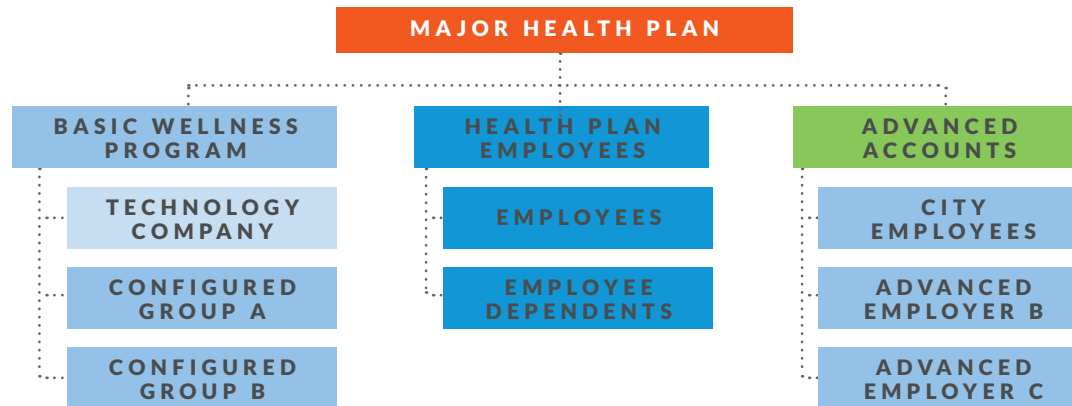 MAJOR HEALTH PLAN
BASIC WELLNESS
PROGRAM
TECHNOLOGY
COMPANY
CONFIGURED
GROUP A
CONFIGURED
GROUP B
HEALTH PLAN
EMPLOYEES
EMPLOYEES
EMPLOYEE
DEPENDENTS
ADVANCED
ACCOUNTS
CITY
EMPLOYEES
ADVANCED
EMPLOYER B
ADVANCED
EMPLOYER C